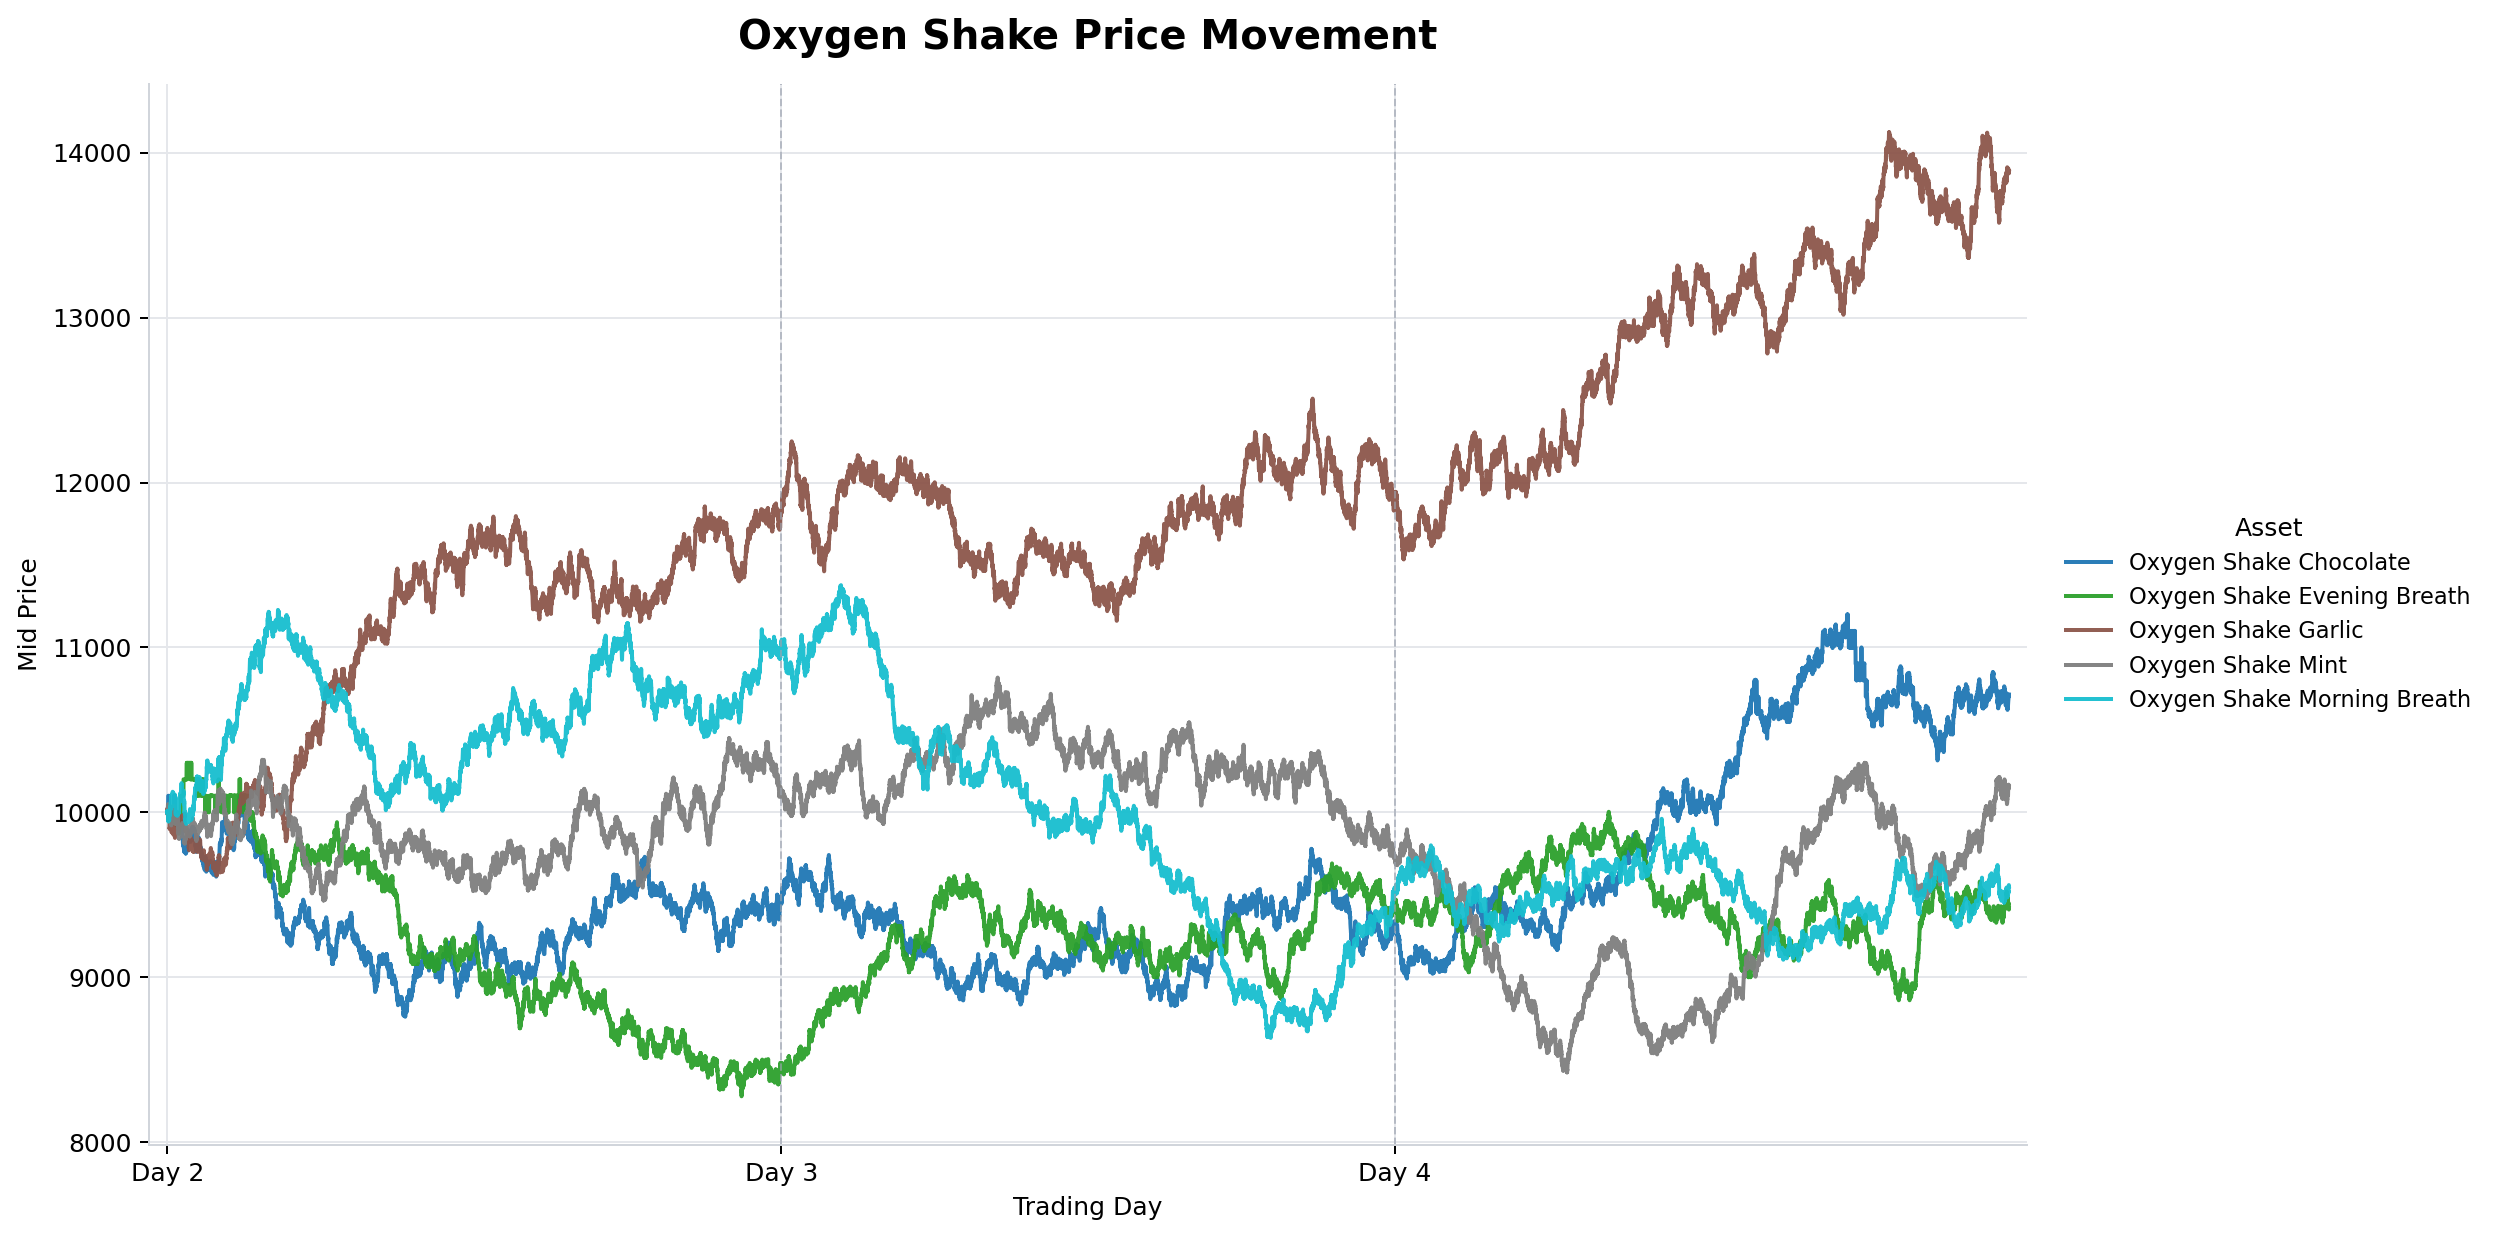 Oxygen Shake Price Movement
Mid Price
14000
13000
12000
11000
10000
9000
8000
Day 2
Day 3
Day 4
Trading Day
Asset
Oxygen Shake Chocolate
Oxygen Shake Evening Breath
Oxygen Shake Garlic
Oxygen Shake Mint
Oxygen Shake Morning Breath